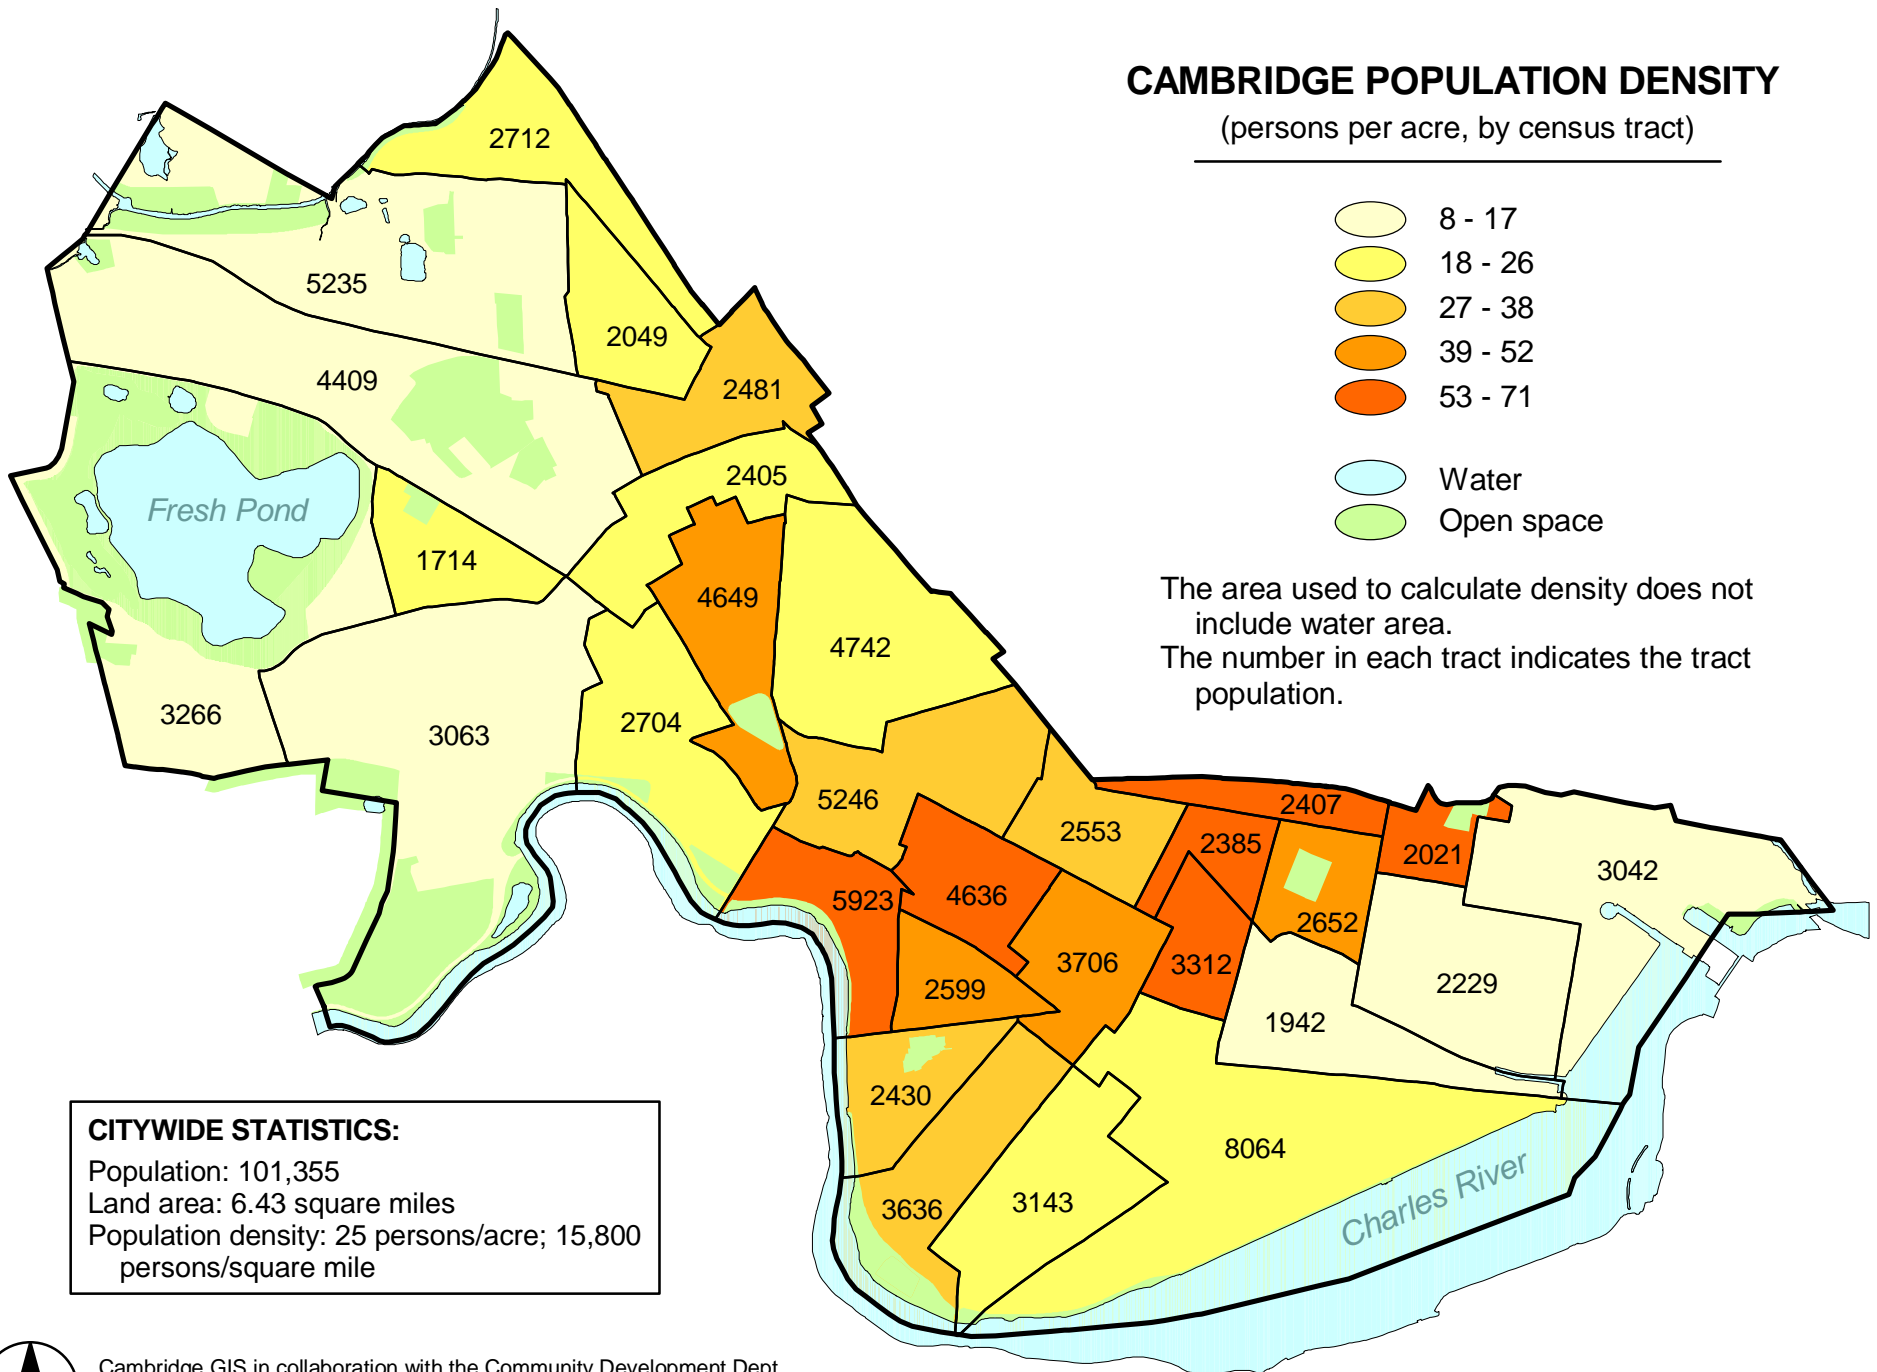 CAMBRIDGE POPULATION DENSITY
(persons per acre, by census tract)
8 - 17
18 - 26
27 - 38
39 - 52
53 - 71
Water
Open space
The area used to calculate density does not
include water area.
The number in each tract indicates the tract
population.
2712
5235
2049
4409
2481
2405
Fresh Pond
1714
4649
4742
3266
3063
2704
5246
2553
2407
2385
2021
3042
5923
4636
2652
3706
3312
2229
2599
1942
2430
8064
3636
3143
Charles River
CITYWIDE STATISTICS:
Population: 101,355
Land area: 6.43 square miles
Population density: 25 persons/acre; 15,800
persons/square mile
Cambridge GIS in collaboration with the Community Development Dept.